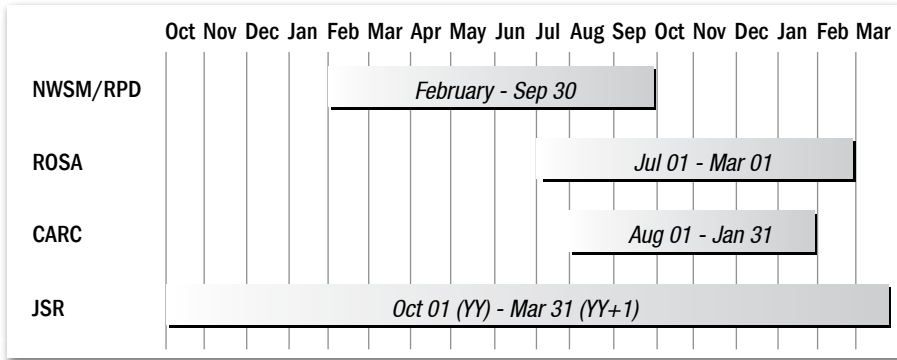 Oct Nov Dec Jan Feb Mar Apr May Jun Jul Aug Sep Oct Nov Dec Jan Feb Mar
NWSM/RPD February - Sep 30
ROSA Jul 01 - Mar 01
CARC Aug 01 - Jan 31
JSR Oct 01 (YY) - Mar 31 (YY+1)